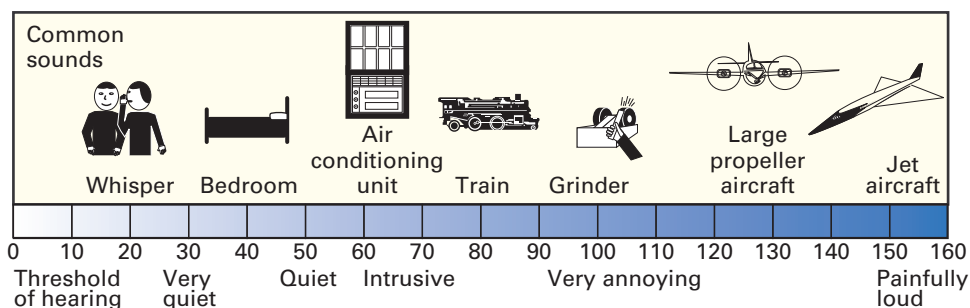 Common
sounds
Whisper
Bedroom
Air
conditioning
unit
Train
Grinder
Large
propeller
aircraft
Jet
aircraft
0 10 20 30 40 50 60 70 80 90 100 110 120 130 140 150 160
Threshold
of hearing
Very
quiet
Quiet
Intrusive
Very annoying
Painfully
loud